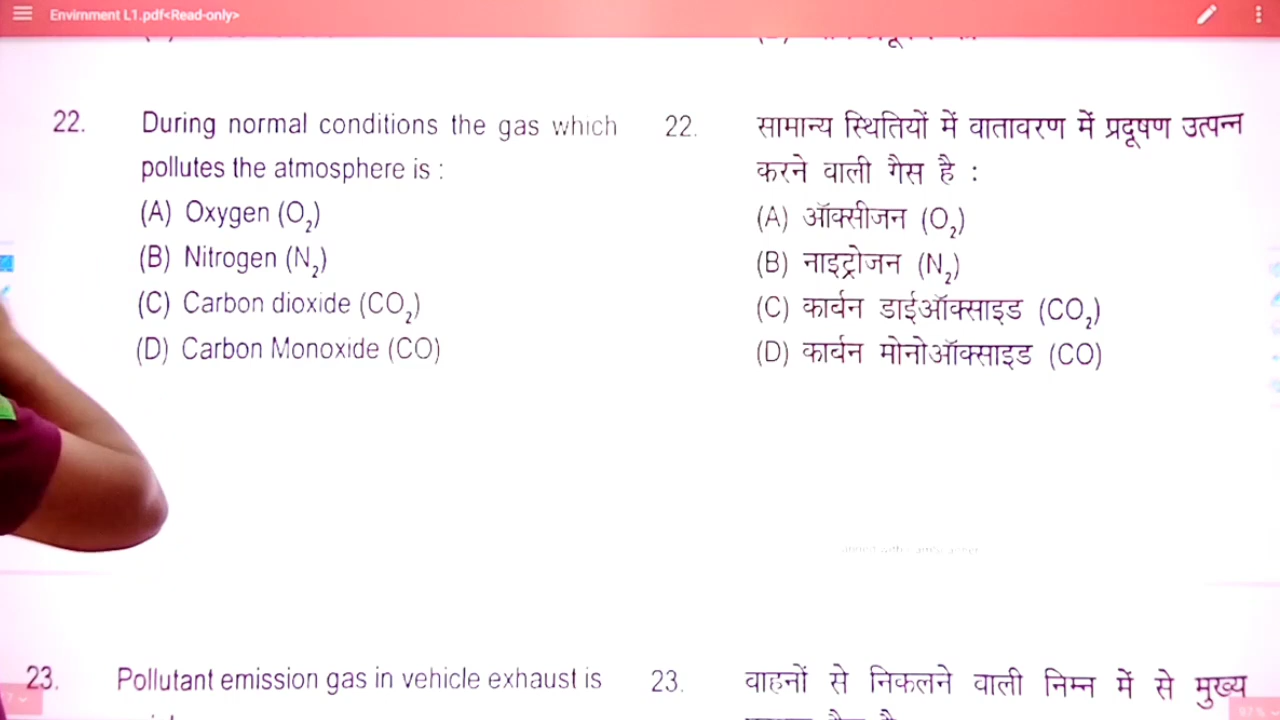 Envirnment L1.pdf<Read-only>
22. During normal conditions the gas which
pollutes the atmosphere is :
(A) Oxygen (O₂)
(B) Nitrogen (N₂)
(C) Carbon dioxide (CO₂)
(D) Carbon Monoxide (CO)
22. सामान्य स्थितियों में वातावरण में प्रदूषण उत्पन्न
करने वाली गैस है :
(A) ऑक्सीजन (O₂)
(B) नाइट्रोजन (N₂)
(C) कार्बन डाईऑक्साइड (CO₂)
(D) कार्बन मोनोऑक्साइड (CO)
23. Pollutant emission gas in vehicle exhaust is
23. वाहनों से निकलने वाली निम्न में से मुख्य